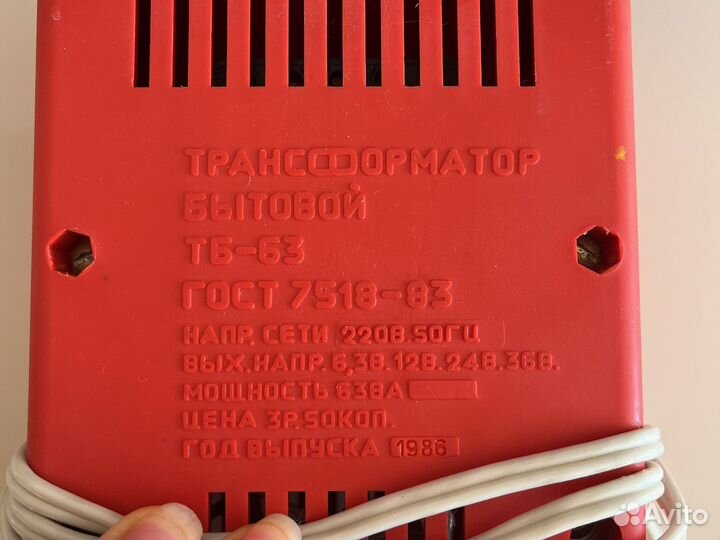 ТРАНСФОРМАТОР
БЫТОВОЙ
ТБ-63
ГОСТ 7518-83
НАПР. СЕТИ 220В.50ГЦ
ВЫХ.НАПР. 6,3В.12В.24В.36В.
МОЩНОСТЬ 63ВА
ЦЕНА 3Р.50КОП.
ГОД ВЫПУСКА 1986
Avito